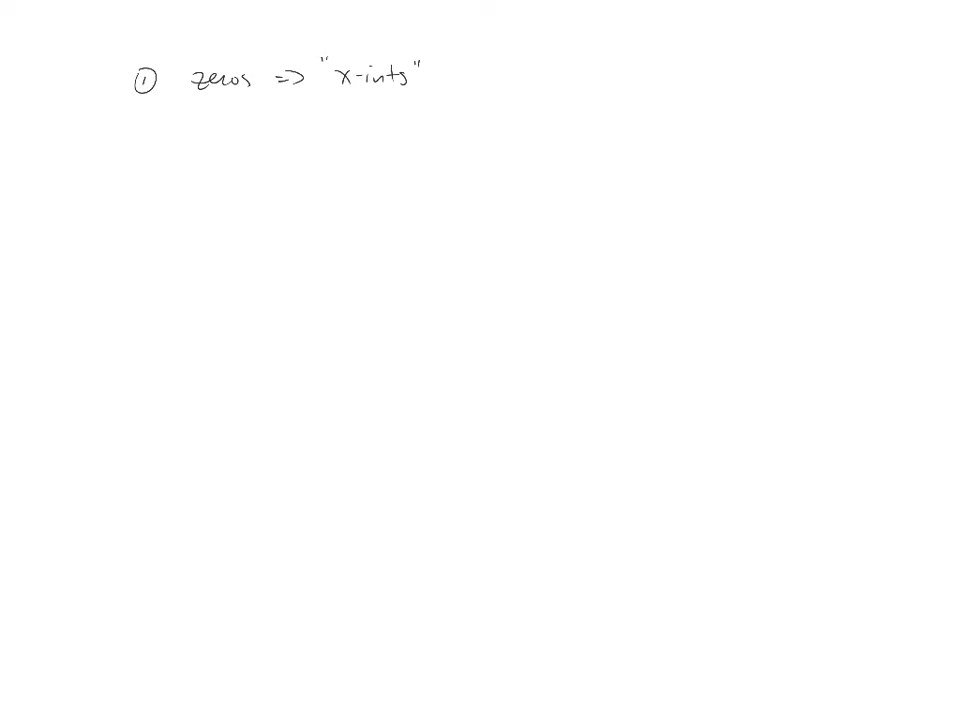 ① zeros => "x-ints"